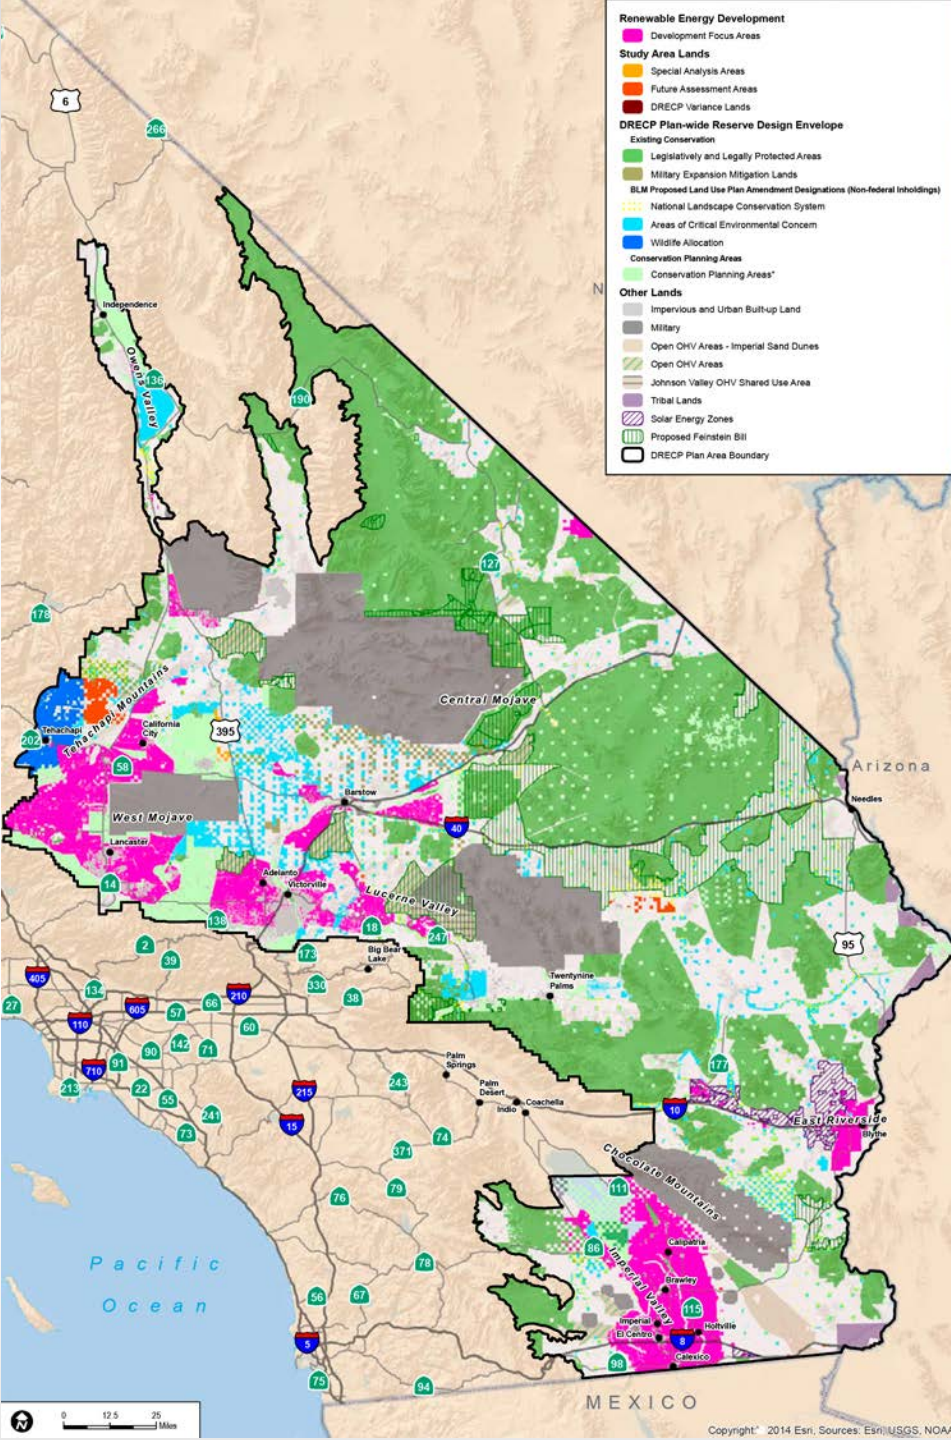 Renewable Energy Development
Development Focus Areas
Study Area Lands
Special Analysis Areas
Future Assessment Areas
DRECP Variance Lands
DRECP Plan-wide Reserve Design Envelope
Existing Conservation
Legislatively and Legally Protected Areas
Military Expansion Mitigation Lands
BLM Proposed Land Use Plan Amendment Designations (Non-federal Inholdings)
National Landscape Conservation System
Areas of Critical Environmental Concern
Wildlife Allocation
Conservation Planning Areas
Conservation Planning Areas*
Other Lands
Impervious and Urban Built-up Land
Military
Open OHV Areas - Imperial Sand Dunes
Open OHV Areas
Johnson Valley OHV Shared Use Area
Tribal Lands
Solar Energy Zones
Proposed Feinstein Bill
DRECP Plan Area Boundary
6
266
N
Independence
Owens Valley
136
190
127
178
Central Mojave
Tehachapi Mountains
California
City
395
Tehachapi
202
58
Arizona
Barstow
Needles
West Mojave
40
Lancaster
14
Adelanto
Victorville
Lucerne Valley
138
18
247
95
2
39
173
Big Bear
Lake
405
134
605
66
210
330
38
Twentynine
Palms
27
110
57
60
142
90
71
91
710
213
22
55
241
73
215
15
243
Palm
Springs
Palm
Desert
Coachella
Indio
177
10
East Riverside
Blythe
74
371
Chocolate Mountains
76
79
111
86
Calipatria
Imperial Valley
Pacific
Ocean
78
56
67
Brawley
115
Imperial
El Centro
Holtville
5
8
98
Calexico
75
94
MEXICO
N
0 12.5 25
Miles
Copyright: 2014 Esri, Sources: Esri, USGS, NOA